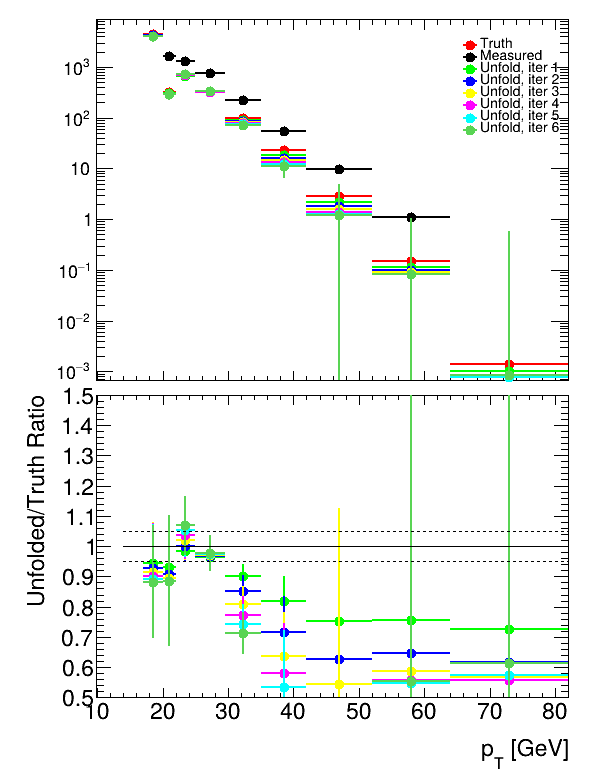 10³
10²
10
1
10⁻¹
10⁻²
10⁻³
Truth
Measured
Unfold, iter 1
Unfold, iter 2
Unfold, iter 3
Unfold, iter 4
Unfold, iter 5
Unfold, iter 6
Unfolded/Truth Ratio
1.5
1.4
1.3
1.2
1.1
1
0.9
0.8
0.7
0.6
0.5
10 20 30 40 50 60 70 80
p_T [GeV]